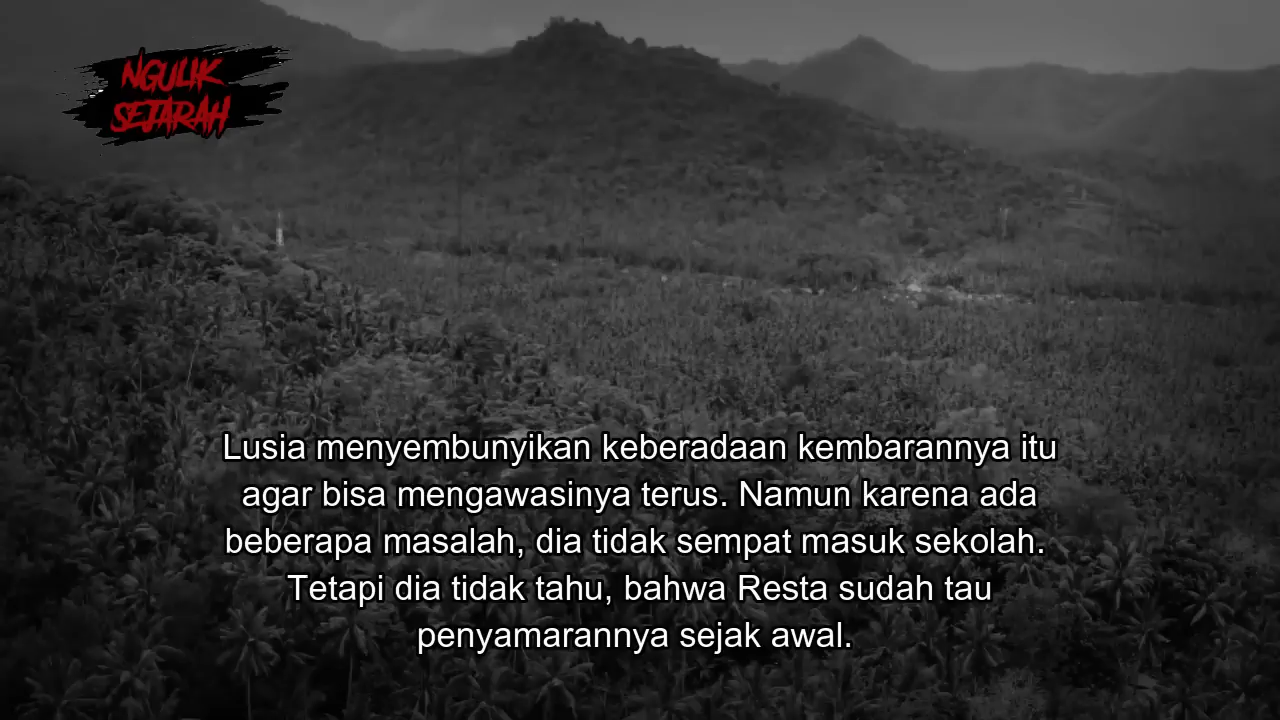 NGULIK
SEJARAH
Lusia menyembunyikan keberadaan kembarannya itu
agar bisa mengawasinya terus. Namun karena ada
beberapa masalah, dia tidak sempat masuk sekolah.
Tetapi dia tidak tahu, bahwa Resta sudah tau
penyamarannya sejak awal.